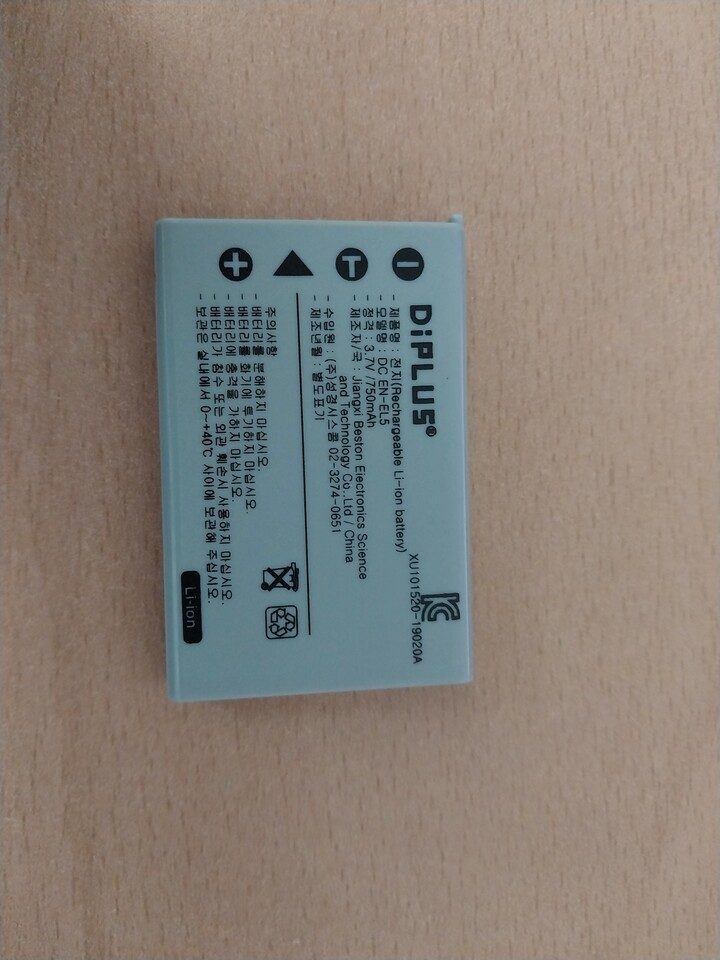 DiPLUS®
- 제품명 : 전지(Rechargeable Li-ion battery)
- 모델명 : DC EN-EL5
- 정격 : 3.7V /750mAh
- 제조자/국 : Jiangxi Beston Electronics Science
and Technology Co.,Ltd / China
- 수입원 : (주)성경시스콤 02-3274-0651
- 제조년월 : 별도표기
XU101520-19020A
주의사항
- 배터리를 분해하지 마십시오.
- 배터리를 화기에 투기하지 마십시오.
- 배터리에 충격을 가하지 마십시오.
- 배터리가 침수 또는 외관 훼손시 사용하지 마십시오.
- 보관은 실내에서 0~+40℃ 사이에 보관해 주십시오.
Li-ion
T